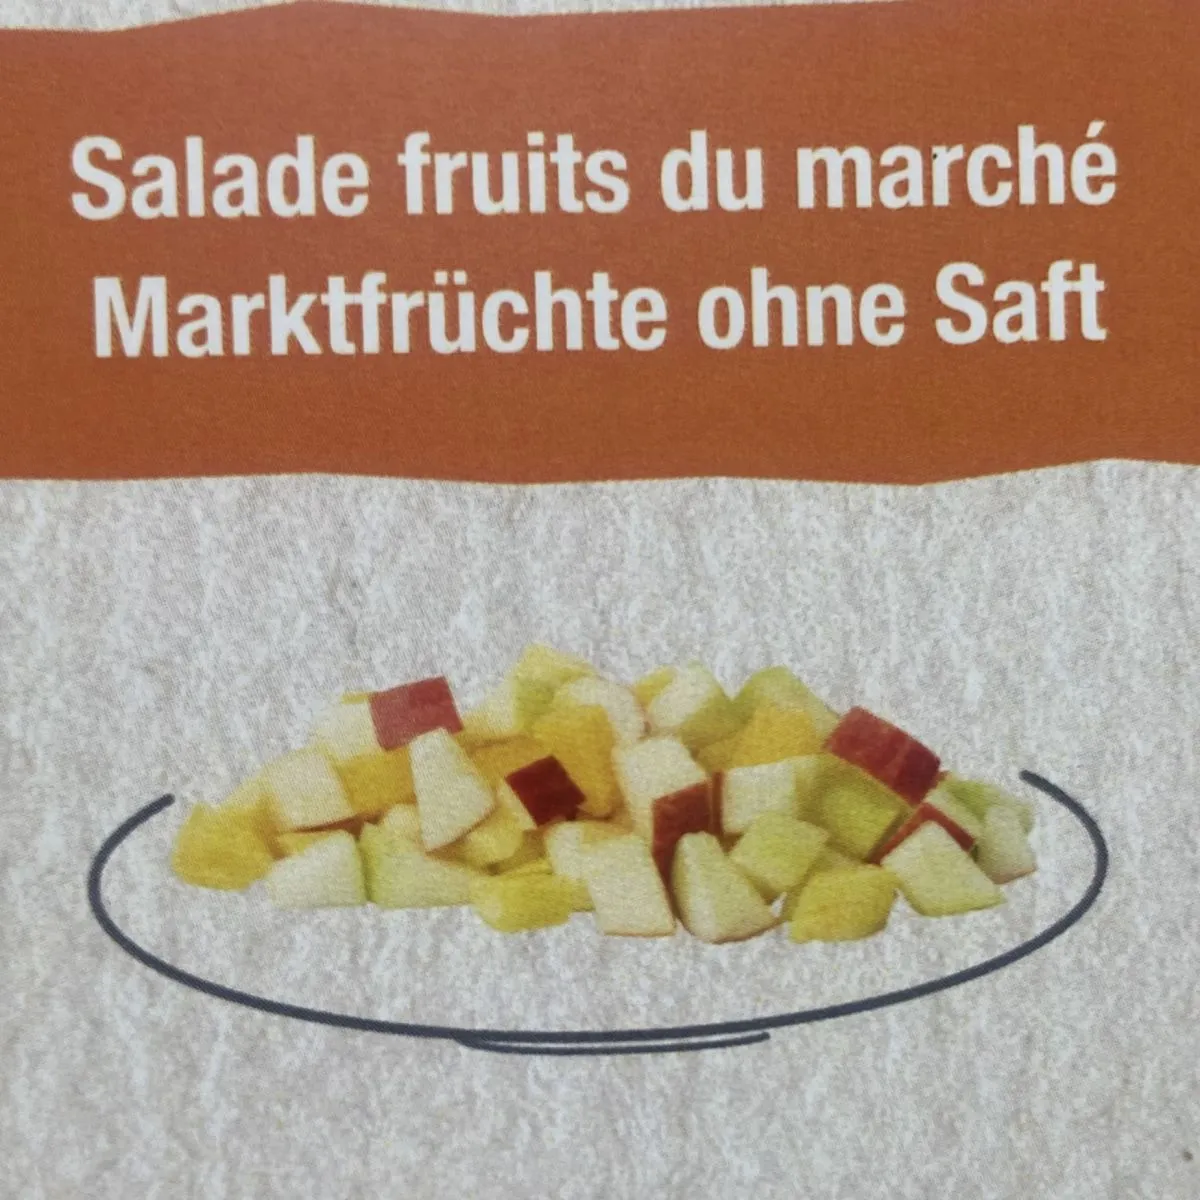 Salade fruits du marché
Marktfrüchte ohne Saft